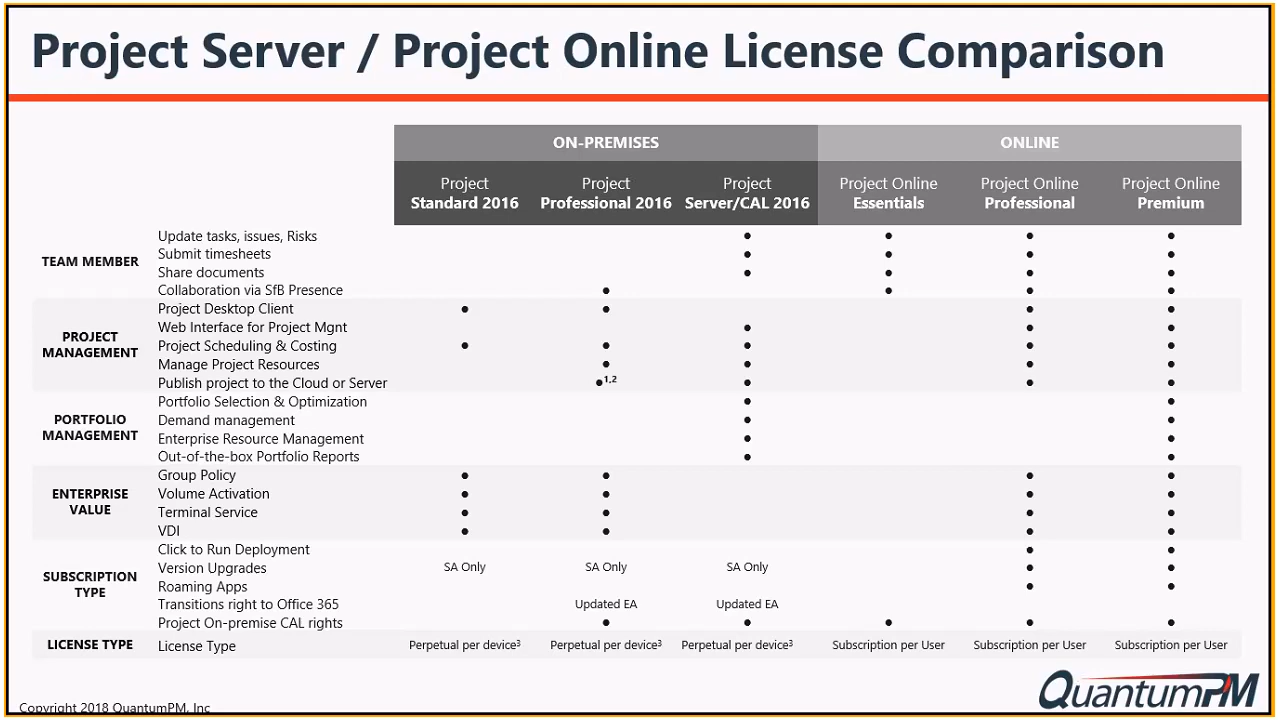 Project Server / Project Online License Comparison
ON-PREMISES ONLINE
Project Project Project Project Online Project Online Project Online
Standard 2016 Professional 2016 Server/CAL 2016 Essentials Professional Premium
TEAM MEMBER
Update tasks, issues, Risks ● ● ● ●
Submit timesheets ● ● ● ●
Share documents ● ● ● ●
Collaboration via SfB Presence ● ● ● ●
PROJECT
MANAGEMENT
Project Desktop Client ● ● ● ●
Web Interface for Project Mgnt ● ● ●
Project Scheduling & Costing ● ● ● ● ●
Manage Project Resources ● ● ● ●
Publish project to the Cloud or Server ●1,2 ● ● ●
PORTFOLIO
MANAGEMENT
Portfolio Selection & Optimization ● ●
Demand management ● ●
Enterprise Resource Management ● ●
Out-of-the-box Portfolio Reports ● ●
ENTERPRISE
VALUE
Group Policy ● ● ● ●
Volume Activation ● ● ● ●
Terminal Service ● ● ● ●
VDI ● ● ● ●
SUBSCRIPTION
TYPE
Click to Run Deployment ● ●
Version Upgrades SA Only SA Only SA Only ● ●
Roaming Apps ● ●
Transitions right to Office 365 Updated EA Updated EA
Project On-premise CAL rights ● ● ● ● ●
LICENSE TYPE License Type Perpetual per device³ Perpetual per device³ Perpetual per device³ Subscription per User Subscription per User Subscription per User
QuantumPM
Copyright 2018 QuantumPM, Inc